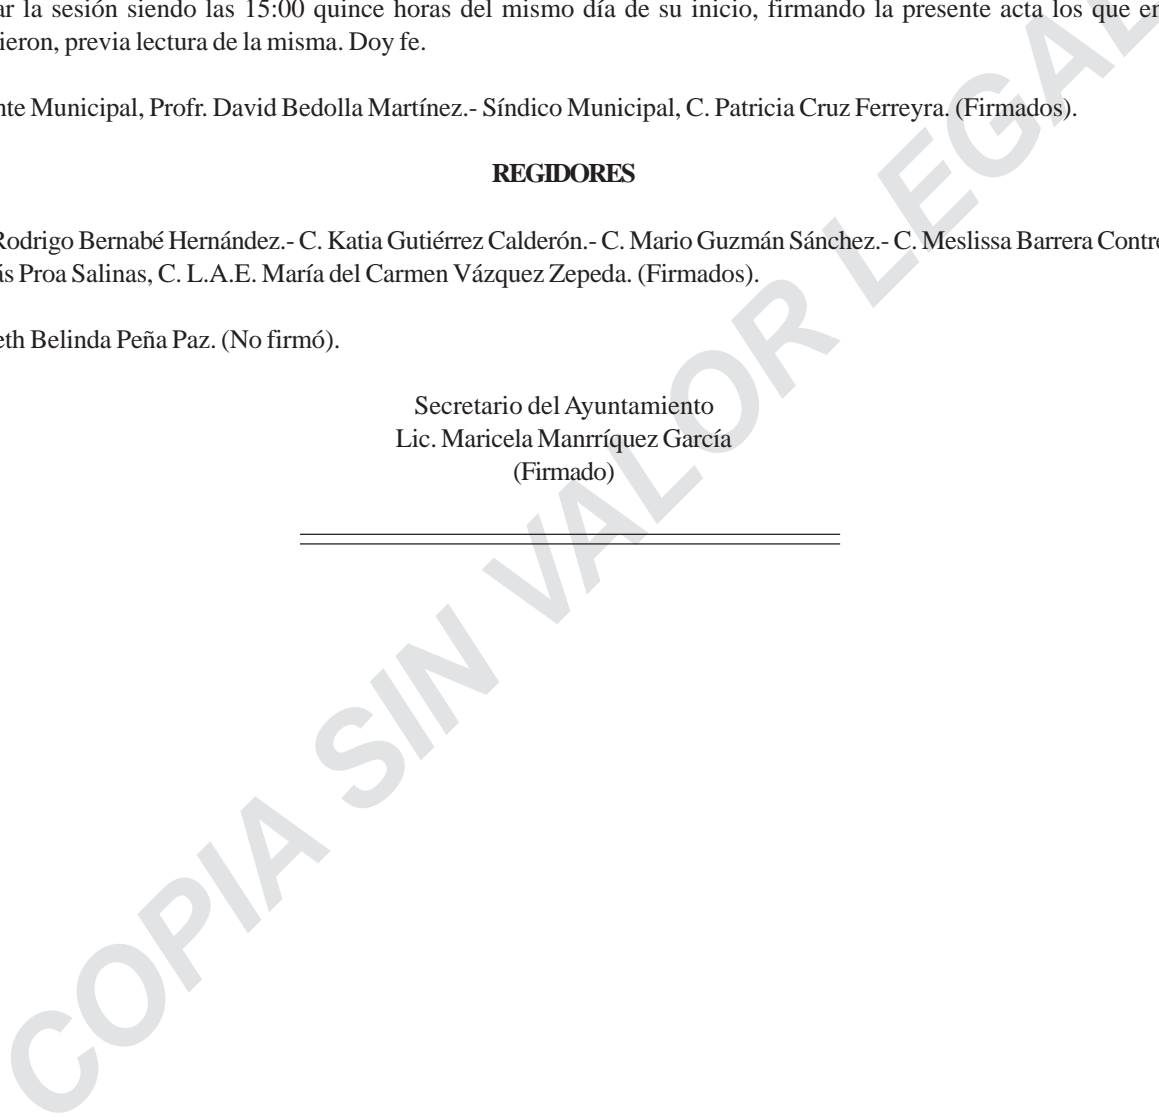 ar la sesión siendo las 15:00 quince horas del mismo día de su inicio, firmando la presente acta los que en
ieron, previa lectura de la misma. Doy fe.
nte Municipal, Profr. David Bedolla Martínez.- Síndico Municipal, C. Patricia Cruz Ferreyra. (Firmados).
REGIDORES
Rodrigo Bernabé Hernández.- C. Katia Gutiérrez Calderón.- C. Mario Guzmán Sánchez.- C. Meslissa Barrera Contre
ás Proa Salinas, C. L.A.E. María del Carmen Vázquez Zepeda. (Firmados).
eth Belinda Peña Paz. (No firmó).
Secretario del Ayuntamiento
Lic. Maricela Manrríquez García
(Firmado)
COPIA SIN VALOR LEGAL